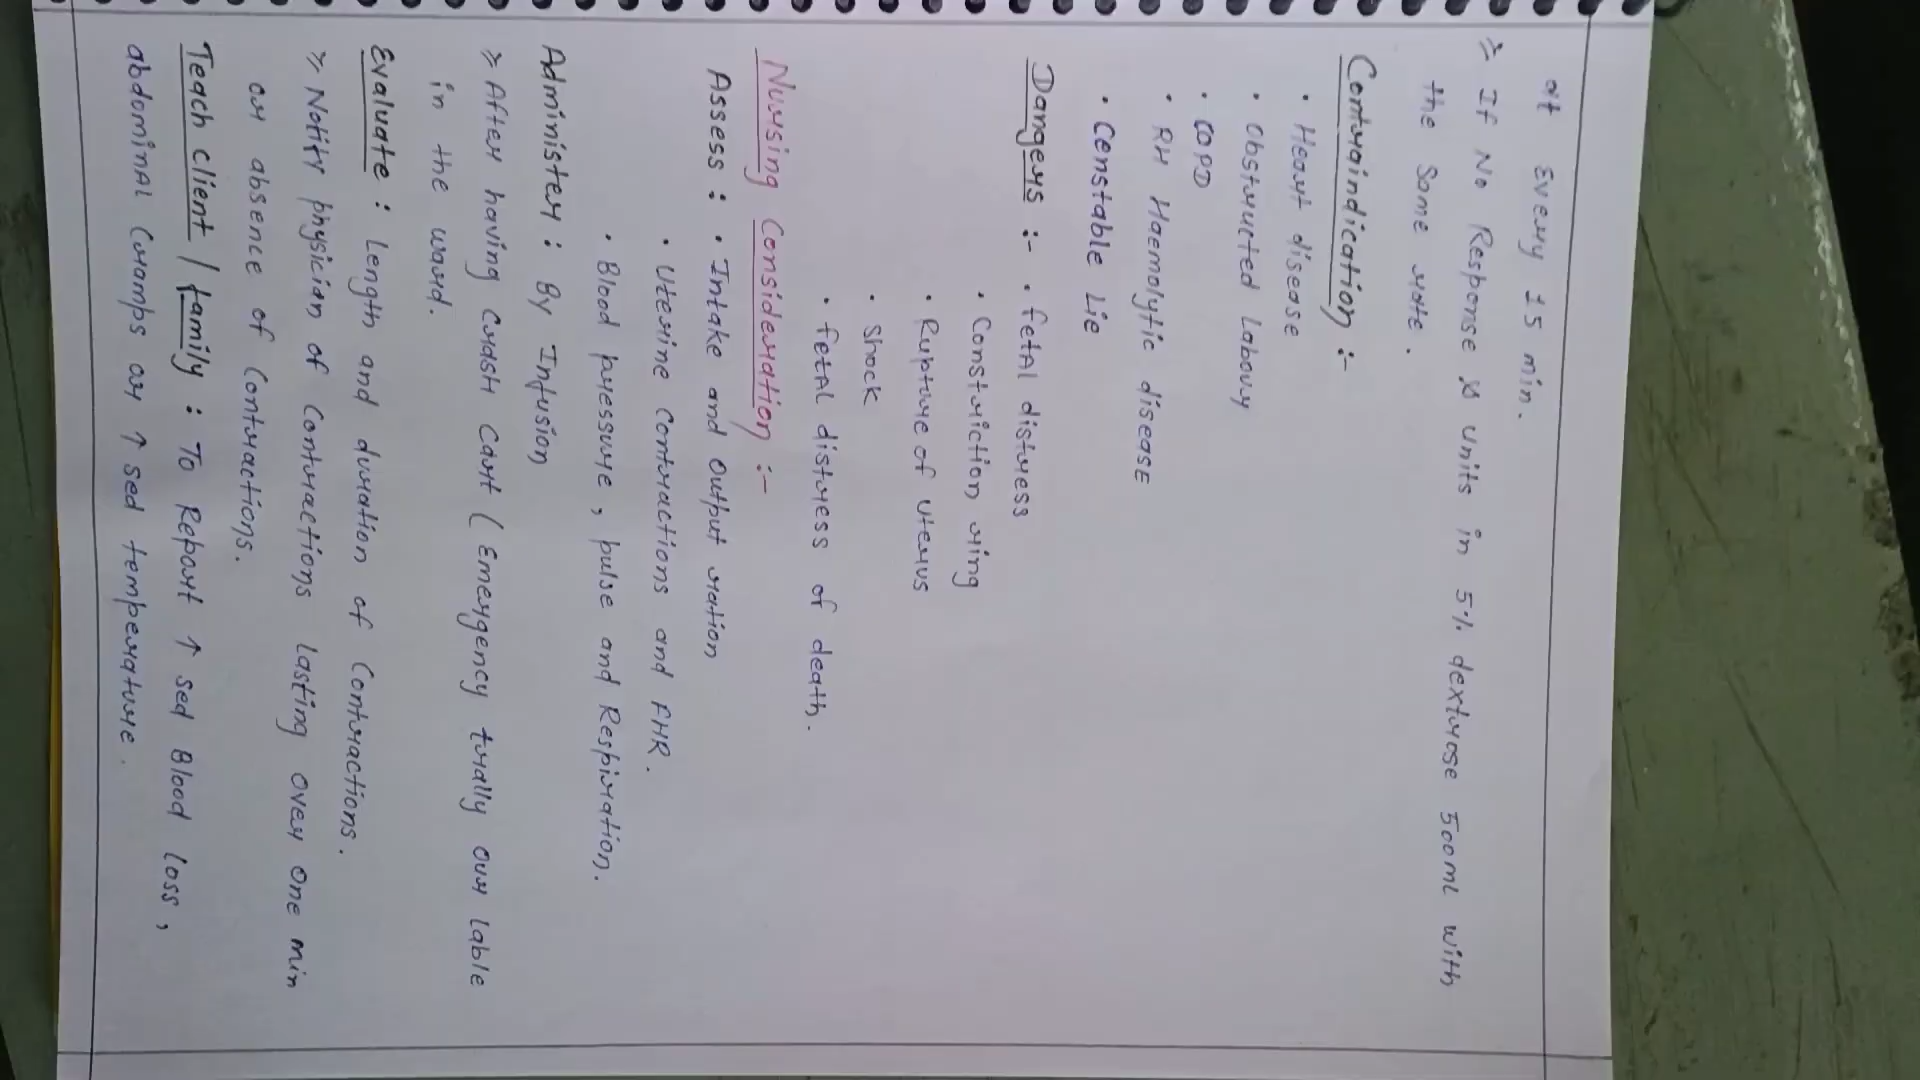 at every 15 min.
≥ If No Response 8 units in 5% dextrose 500ml with
the same rate.
Contraindication :-
• Heart disease
• Obstructed Labour
• COPD
• RH Haemolytic disease
• Censtable Lie
Dangers :- • fetal distress
• Constriction ring
• Rupture of uterus
• Shock
• fetal distress of death.
Nursing Consideration :-
Assess : • Intake and output ration
• Uterine Contractions and FHR.
• Blood pressure, pulse and Respiration.
Administer : By Infusion
≥ After having crash Cart (Emergency trally our lable
in the ward.
Evaluate : Length and duration of Contractions.
≥ Notify physician of Contractions lasting over one min
or absence of Contractions.
Teach client / family : To Report ↑ sed Blood loss,
abdominal Cramps or ↑ sed temperature.